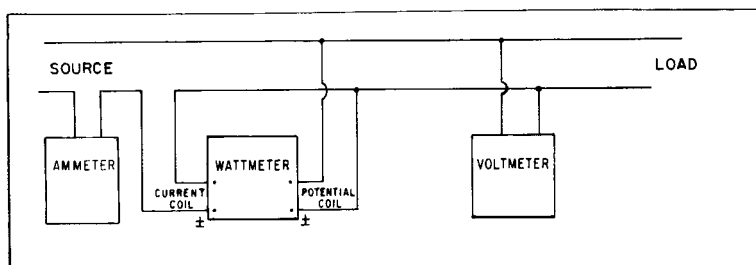 SOURCE
LOAD
AMMETER
WATTMETER
VOLTMETER
CURRENT
COIL
POTENTIAL
COIL
±
±